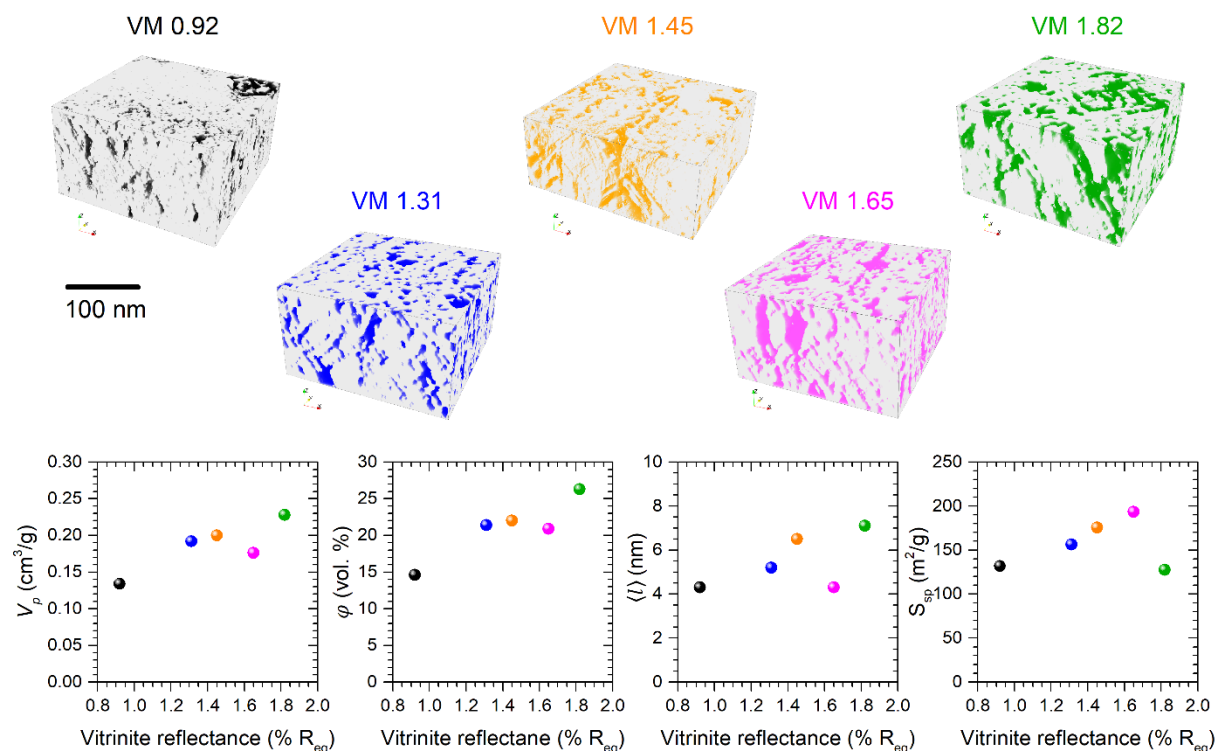 VM 0.92
VM 1.45
VM 1.82
VM 1.31
VM 1.65
100 nm
0.30
0.25
0.20
0.15
0.10
0.05
0.00
V_p (cm³/g)
0.8 1.0 1.2 1.4 1.6 1.8 2.0
Vitrinite reflectance (% R_eq)
30
25
20
15
10
5
0
φ (vol. %)
0.8 1.0 1.2 1.4 1.6 1.8 2.0
Vitrinite reflectane (% R_eq)
10
8
6
4
2
0
⟨l⟩ (nm)
0.8 1.0 1.2 1.4 1.6 1.8 2.0
Vitrinite reflectance (% R_eq)
250
200
150
100
50
0
S_sp (m²/g)
0.8 1.0 1.2 1.4 1.6 1.8 2.0
Vitrinite reflectance (% R_eq)